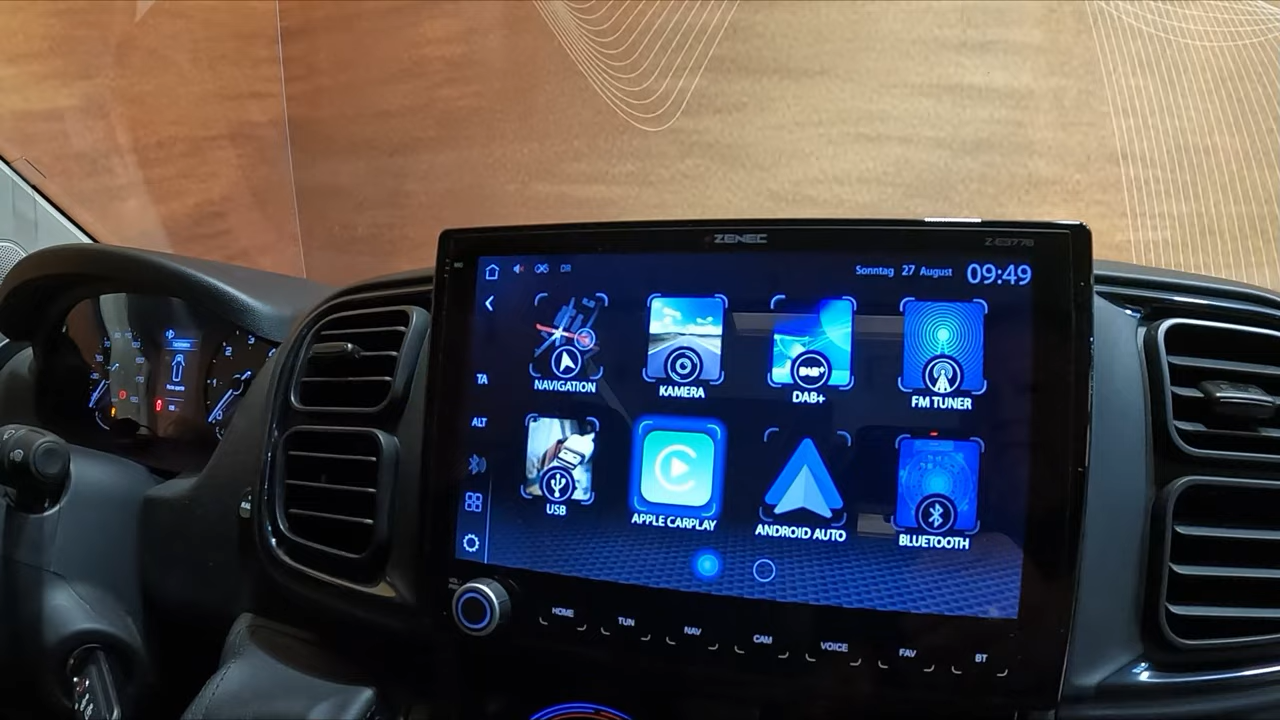 ZENEC
Z-E3776
Sonntag 27 August 09:49
TA
ALT
NAVIGATION
KAMERA
DAB+
DAB+
FM TUNER
USB
APPLE CARPLAY
ANDROID AUTO
BLUETOOTH
HOME
TUN
NAV
CAM
VOICE
FAV
BT